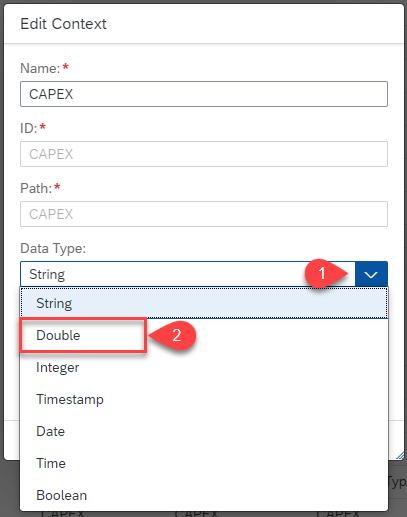 Edit Context
Name:*
CAPEX
ID:*
CAPEX
Path:*
CAPEX
Data Type:
String
1
String
Double
2
Integer
Timestamp
Date
Time
Boolean
Typ
CAPEX CAPEX CAPEX